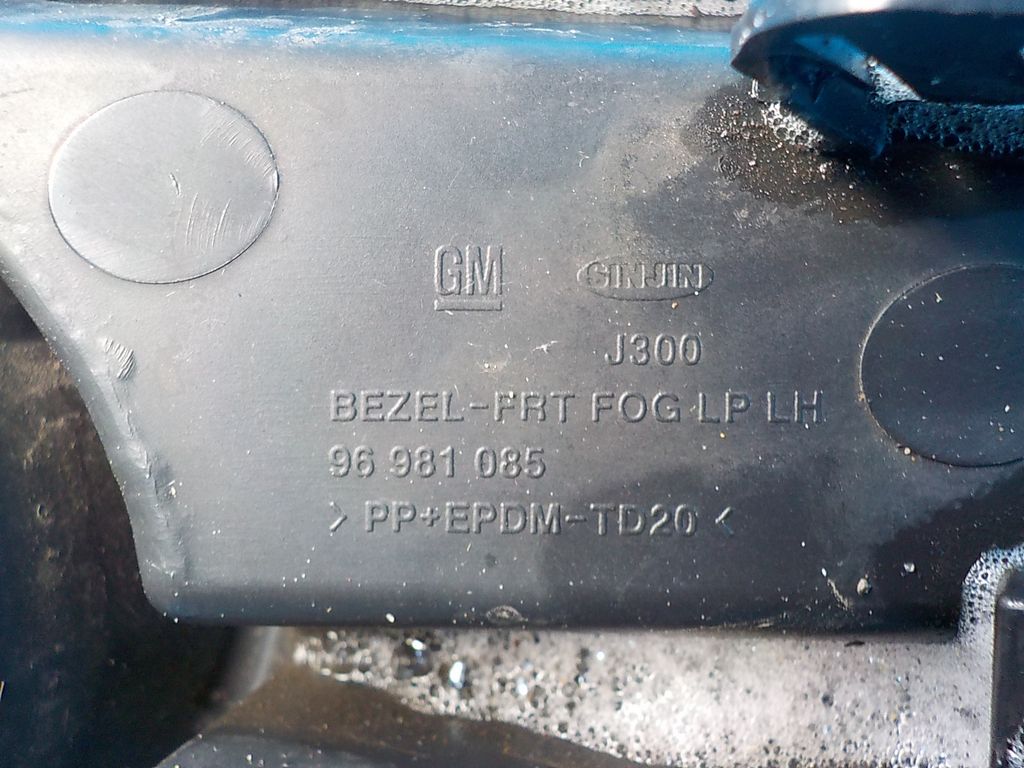 GM SINJIN
J300
BEZEL-FRT FOG LP LH
96 981 085
> PP+EPDM-TD20 <